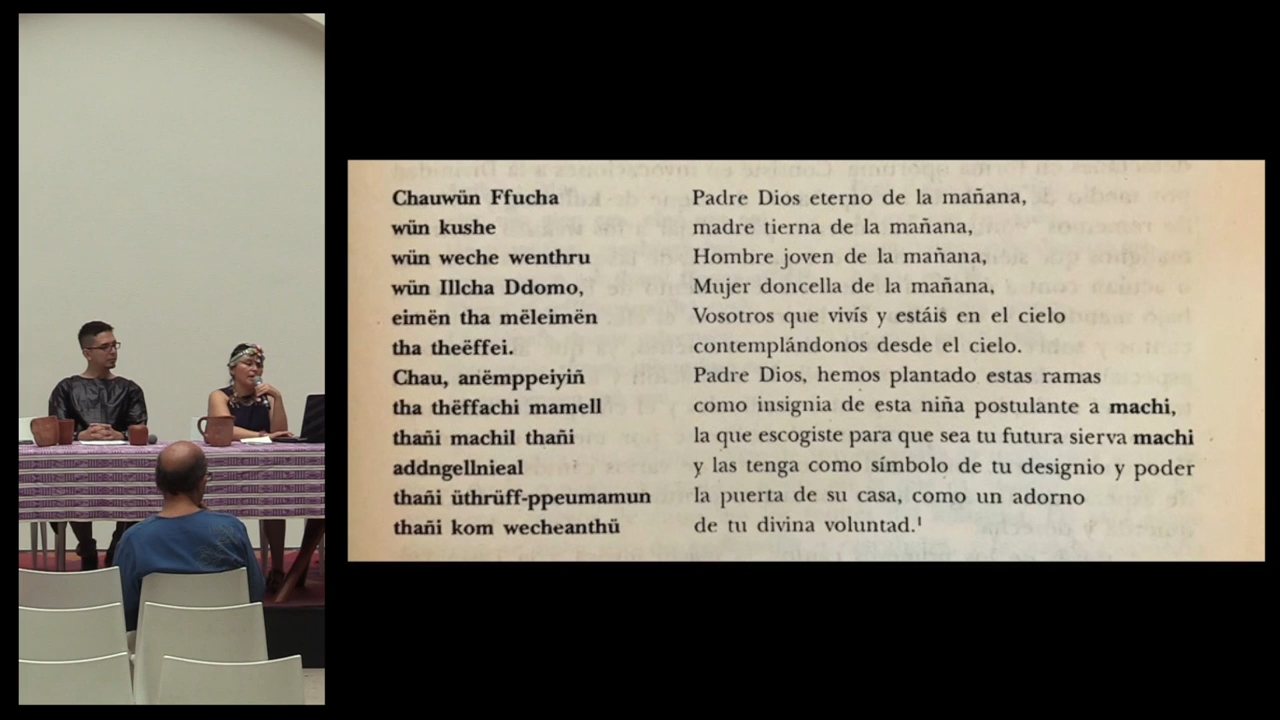 Chauwün Ffucha
wün kushe
wün weche wenthru
wün Illcha Ddomo,
eimën tha mëleimën
tha theëffei.
Chau, anëmppeiyiñ
tha thëffachi mamell
thañi machil thañi
addngellnieal
thañi üthrüff-ppeumamun
thañi kom wecheanthü
Padre Dios eterno de la mañana,
madre tierna de la mañana,
Hombre joven de la mañana,
Mujer doncella de la mañana,
Vosotros que vivís y estáis en el cielo
contemplándonos desde el cielo.
Padre Dios, hemos plantado estas ramas
como insignia de esta niña postulante a machi,
la que escogiste para que sea tu futura sierva machi
y las tenga como símbolo de tu designio y poder
la puerta de su casa, como un adorno
de tu divina voluntad.¹